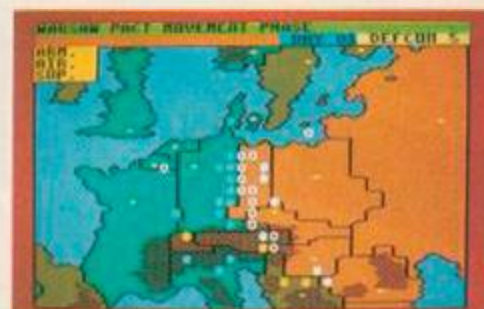 WARSAW PACT MOVEMENT PHASE
DAY 01 DEFCON 5
ARM.
AIR.
SUP.